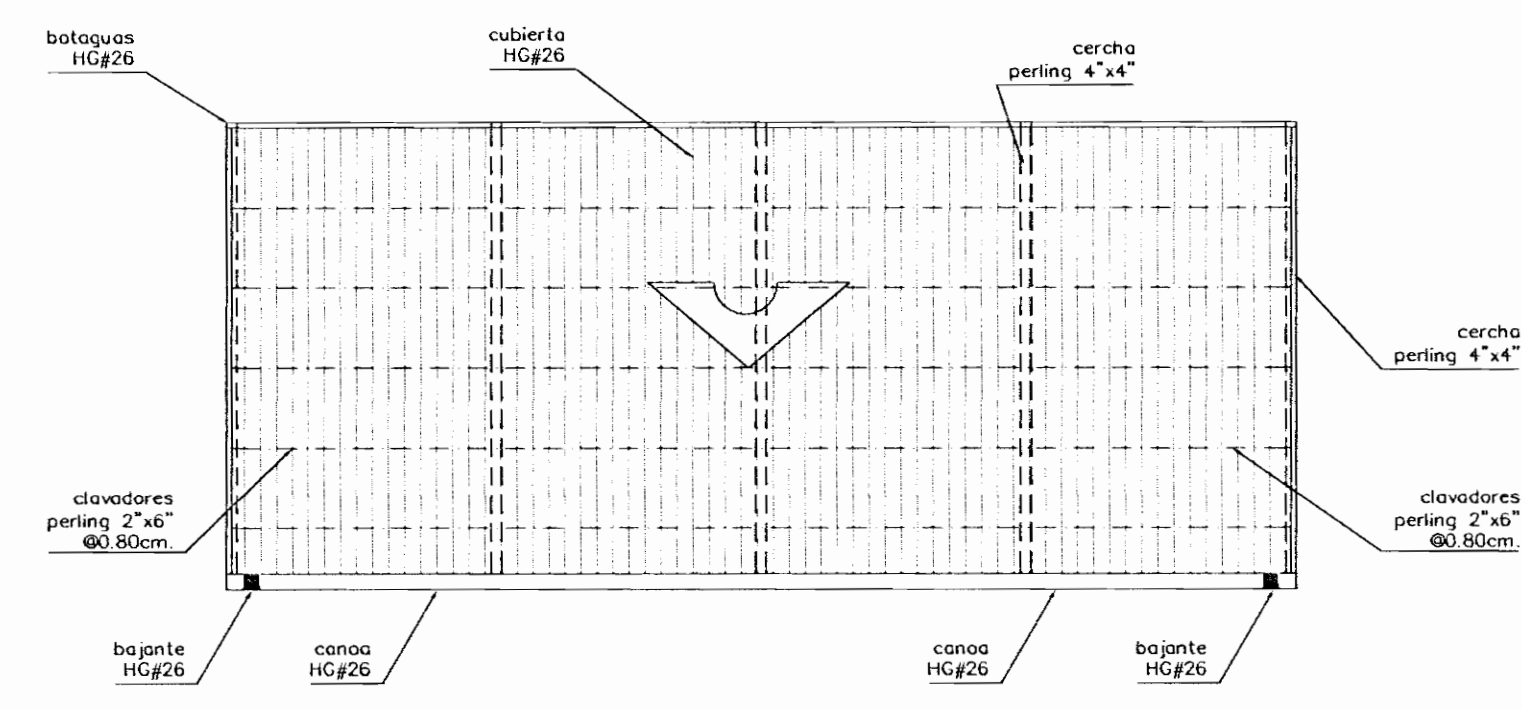 botaguas
HG#26
cubierta
HG#26
cercha
perling 4"x4"
cercha
perling 4"x4"
clavadores
perling 2"x6"
@0.80cm.
clavadores
perling 2"x6"
@0.80cm.
bajante
HG#26
canoa
HG#26
canoa
HG#26
bajante
HG#26